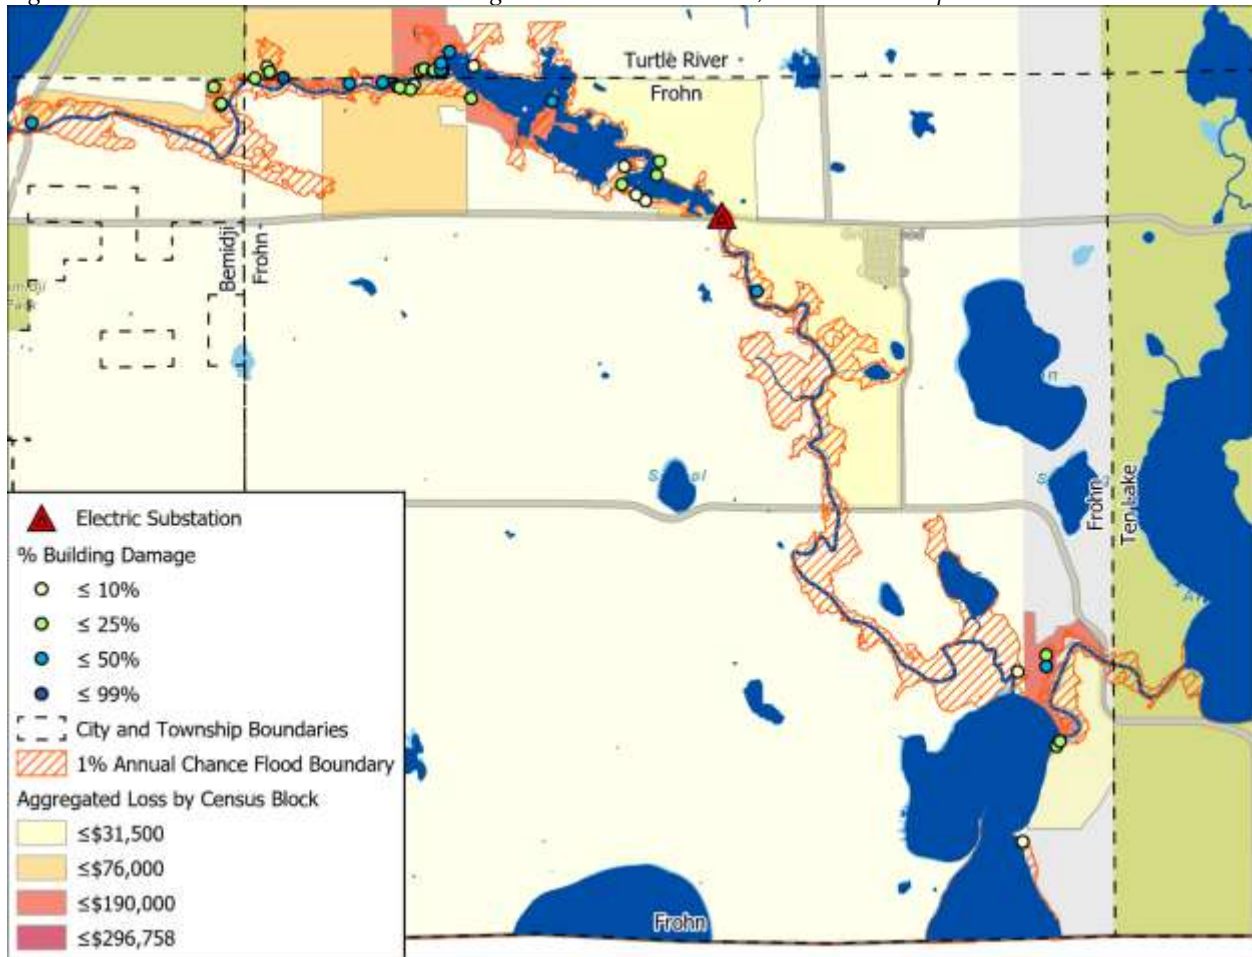 Turtle River
Frohn
Bemidji
Frohn
Frohn
Ten Lake
Electric Substation
% Building Damage
≤ 10%
≤ 25%
≤ 50%
≤ 99%
City and Township Boundaries
1% Annual Chance Flood Boundary
Aggregated Loss by Census Block
≤$31,500
≤$76,000
≤$190,000
≤$296,758
Frohn